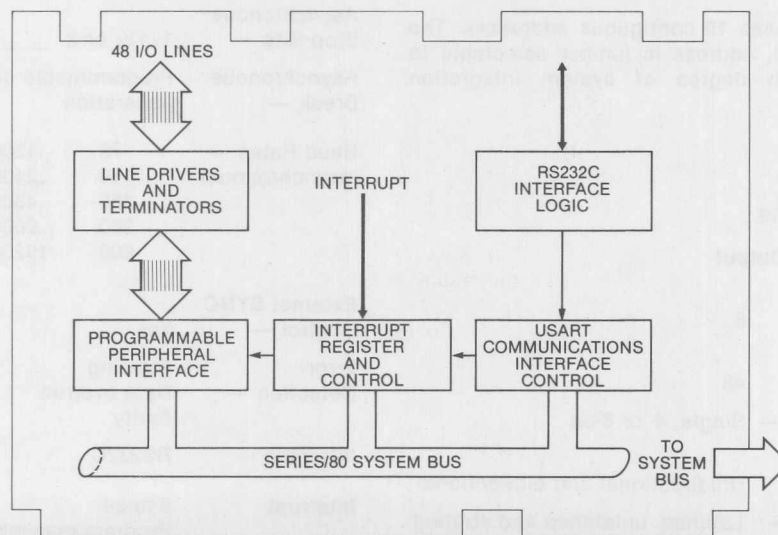 48 I/O LINES
LINE DRIVERS
AND
TERMINATORS
INTERRUPT
RS232C
INTERFACE
LOGIC
PROGRAMMABLE
PERIPHERAL
INTERFACE
INTERRUPT
REGISTER
AND
CONTROL
USART
COMMUNICATIONS
INTERFACE
CONTROL
SERIES/80 SYSTEM BUS
TO
SYSTEM
BUS